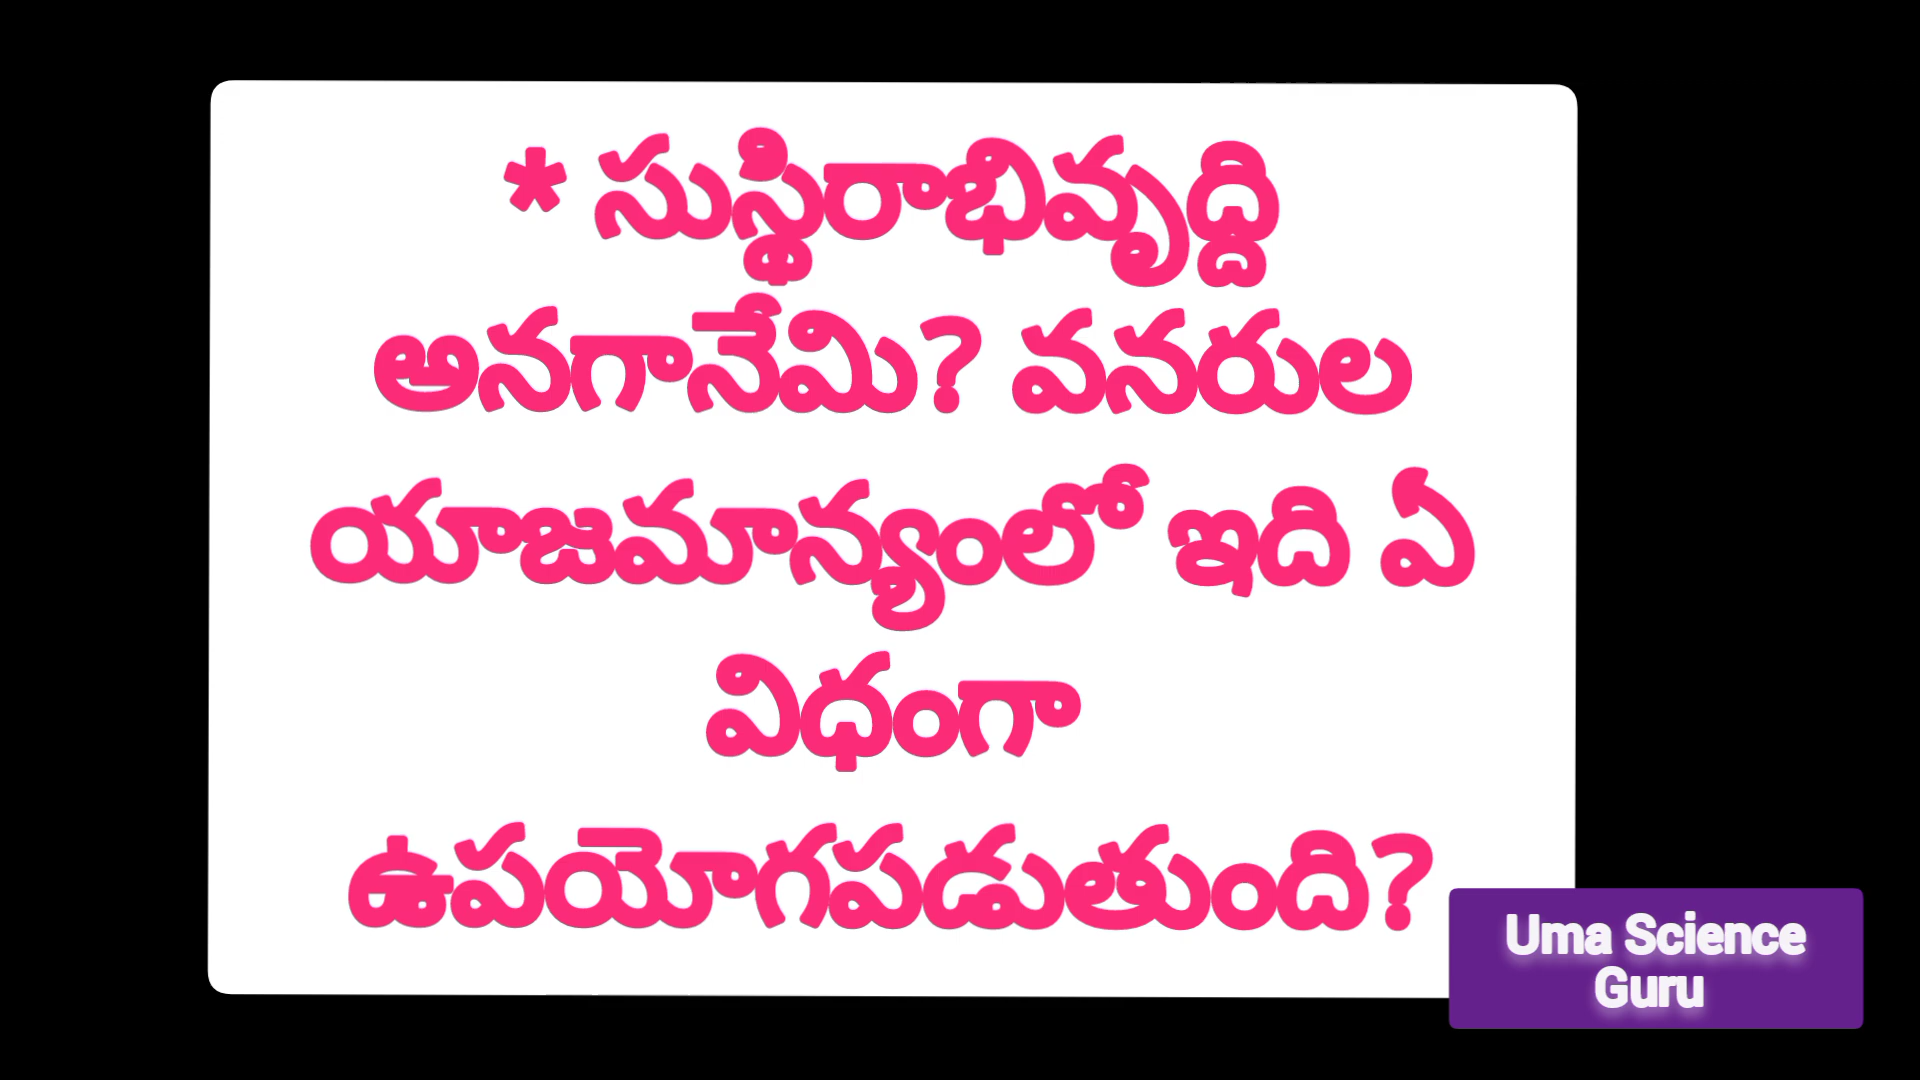 * సుస్థిరాభివృద్ధి
అనగానేమి? వనరుల
యాజమాన్యంలో ఇది ఏ
విధంగా
ఉపయోగపడుతుంది?
Uma Science
Guru